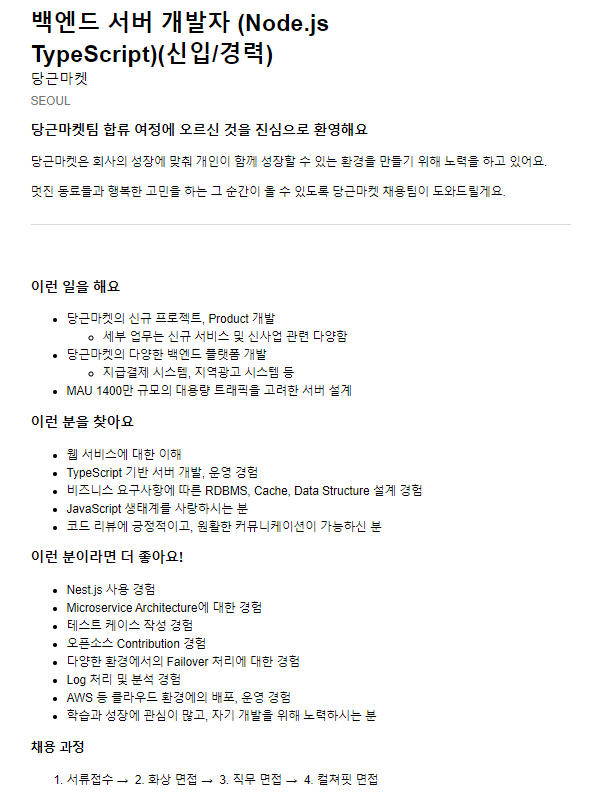 백엔드 서버 개발자 (Node.js
TypeScript)(신입/경력)
당근마켓
SEOUL
당근마켓팀 합류 여정에 오르신 것을 진심으로 환영해요
당근마켓은 회사의 성장에 맞춰 개인이 함께 성장할 수 있는 환경을 만들기 위해 노력을 하고 있어요.
멋진 동료들과 행복한 고민을 하는 그 순간이 올 수 있도록 당근마켓 채용팀이 도와드릴게요.
이런 일을 해요
• 당근마켓의 신규 프로젝트, Product 개발
◦ 세부 업무는 신규 서비스 및 신사업 관련 다양함
• 당근마켓의 다양한 백엔드 플랫폼 개발
◦ 지급결제 시스템, 지역광고 시스템 등
• MAU 1400만 규모의 대용량 트래픽을 고려한 서버 설계
이런 분을 찾아요
• 웹 서비스에 대한 이해
• TypeScript 기반 서버 개발, 운영 경험
• 비즈니스 요구사항에 따른 RDBMS, Cache, Data Structure 설계 경험
• JavaScript 생태계를 사랑하시는 분
• 코드 리뷰에 긍정적이고, 원활한 커뮤니케이션이 가능하신 분
이런 분이라면 더 좋아요!
• Nest.js 사용 경험
• Microservice Architecture에 대한 경험
• 테스트 케이스 작성 경험
• 오픈소스 Contribution 경험
• 다양한 환경에서의 Failover 처리에 대한 경험
• Log 처리 및 분석 경험
• AWS 등 클라우드 환경에의 배포, 운영 경험
• 학습과 성장에 관심이 많고, 자기 개발을 위해 노력하시는 분
채용 과정
1. 서류접수 → 2. 화상 면접 → 3. 직무 면접 → 4. 컬쳐핏 면접